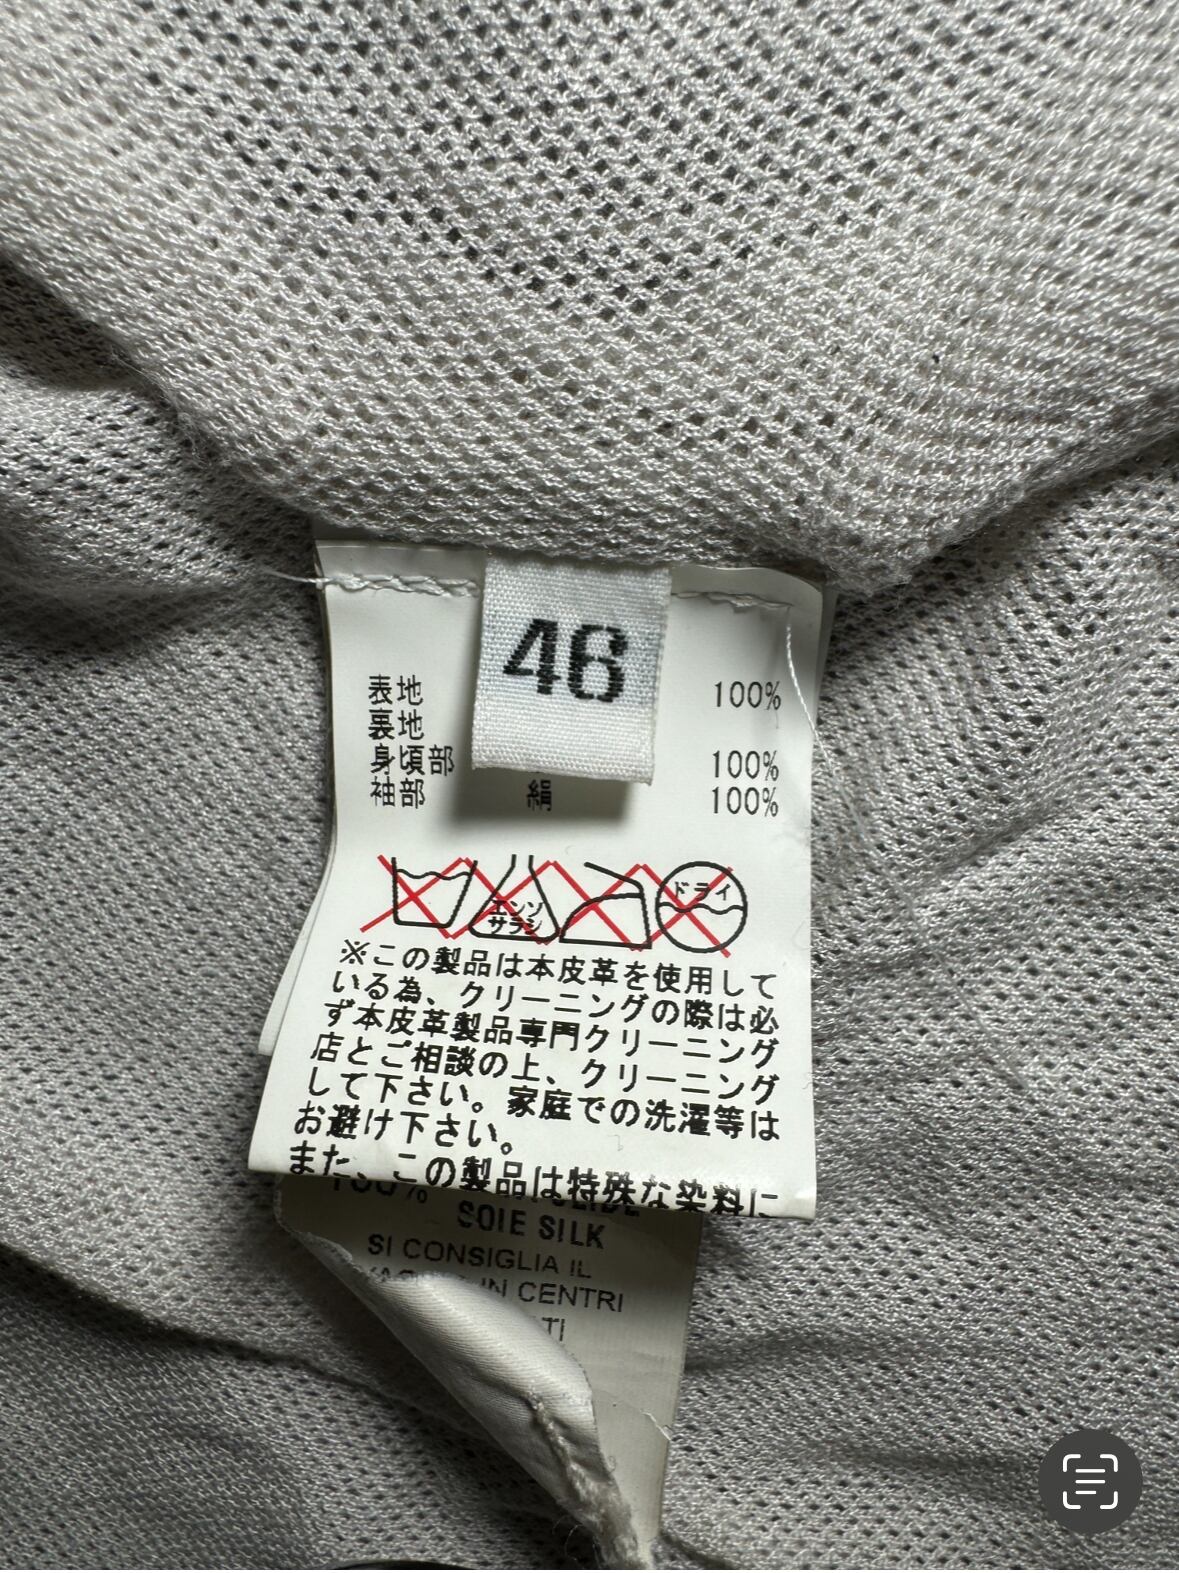 46
表地 100%
裏地
身頃部 100%
袖部 絹 100%
エンソ
サラシ
ドライ
※この製品は本皮革を使用して
いる為、クリーニングの際は必
ず本皮革製品専門クリーニング
店とご相談の上、クリーニング
して下さい。家庭での洗濯等は
お避け下さい。
また、この製品は特殊な染料に
100%
SOIE SILK
SI CONSIGLIA IL
IN CENTRI